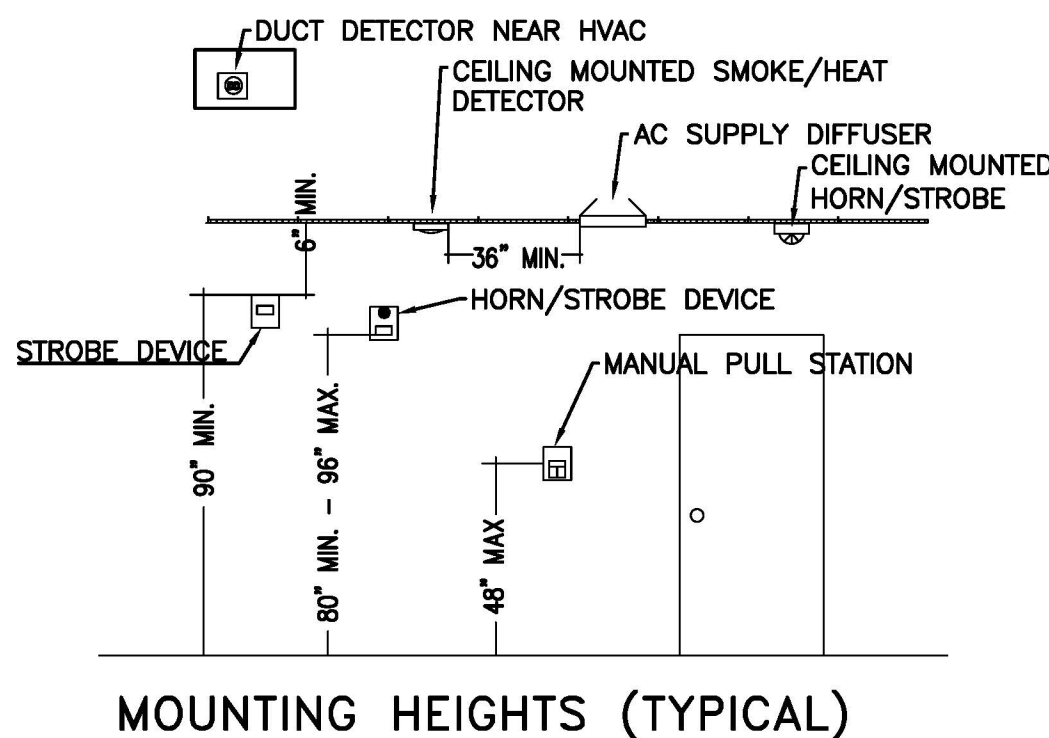 DUCT DETECTOR NEAR HVAC
CEILING MOUNTED SMOKE/HEAT
DETECTOR
AC SUPPLY DIFFUSER
CEILING MOUNTED
HORN/STROBE
6" MIN.
36" MIN.
HORN/STROBE DEVICE
STROBE DEVICE
MANUAL PULL STATION
90" MIN.
80" MIN. - 96" MAX.
48" MAX
MOUNTING HEIGHTS (TYPICAL)